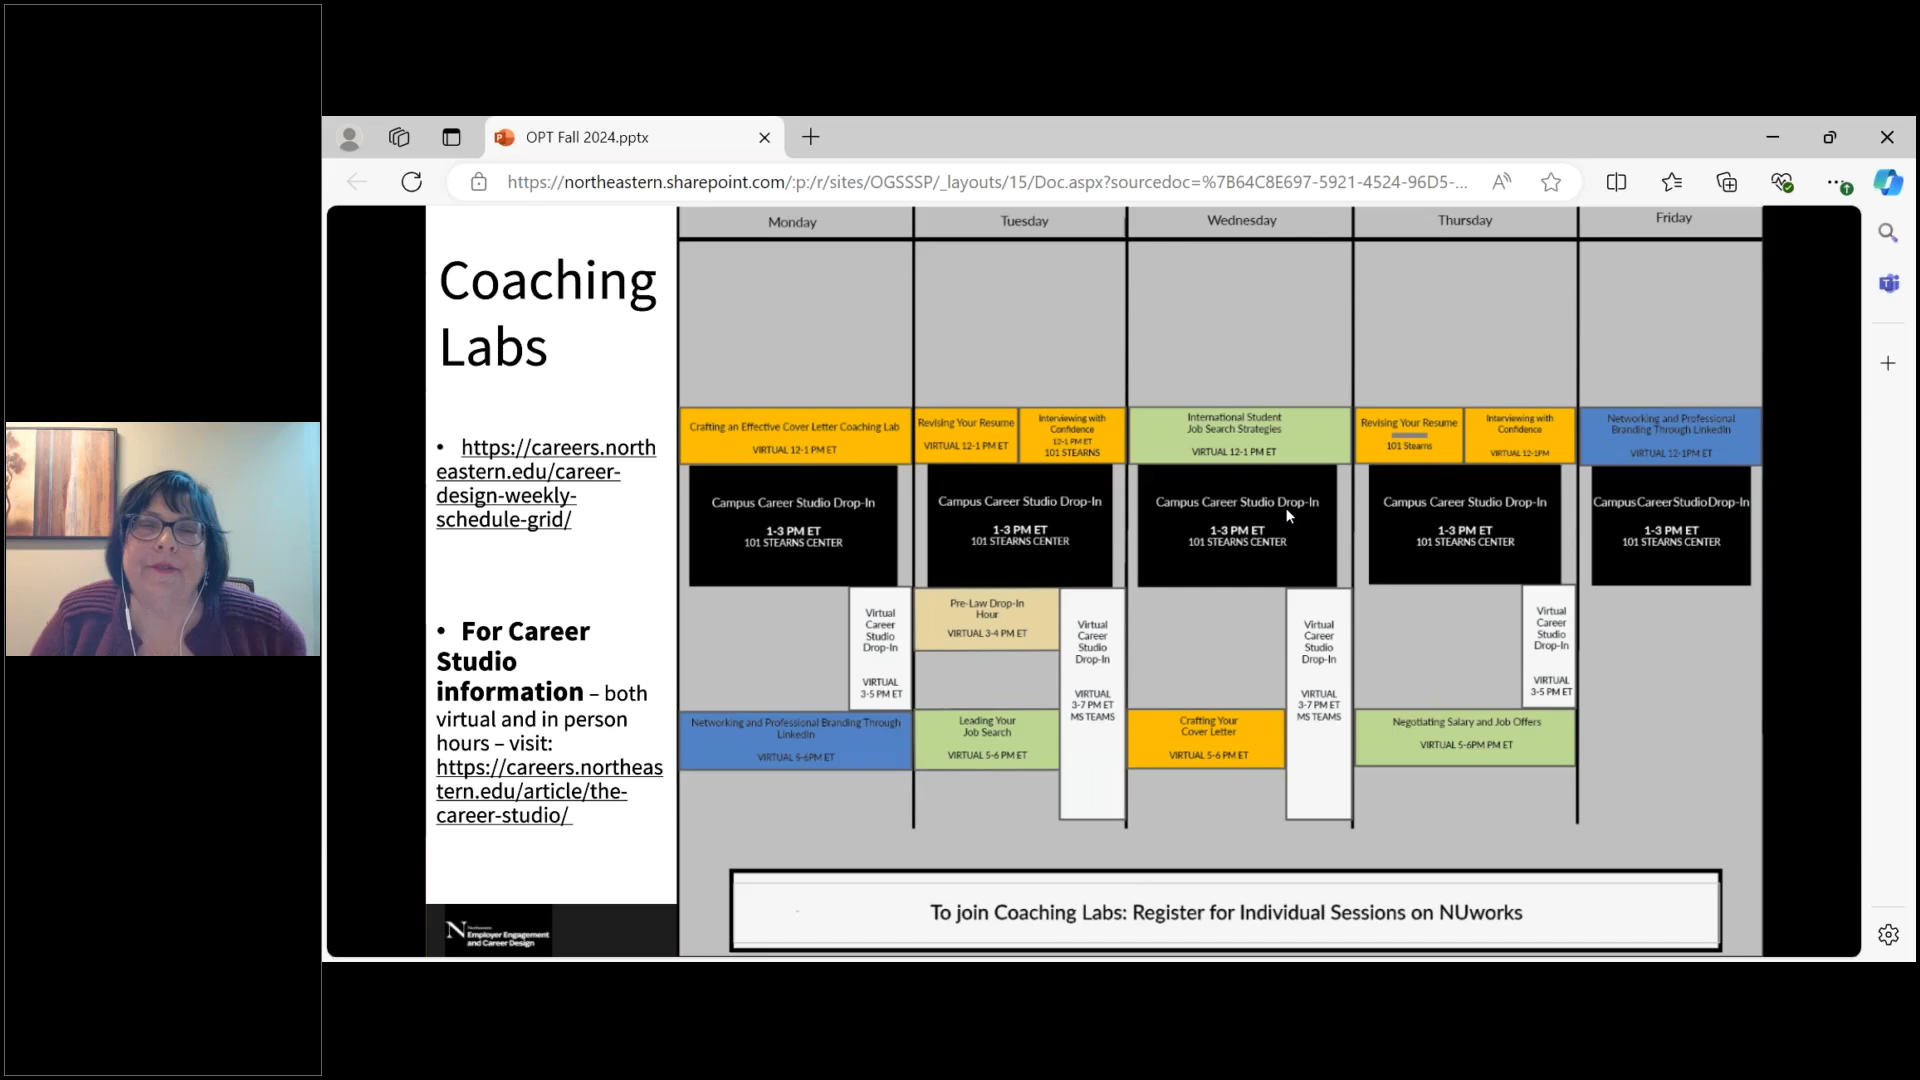 OPT Fall 2024.pptx
https://northeastern.sharepoint.com/:p:/r/sites/OGSSSP/_layouts/15/Doc.aspx?sourcedoc=%7B64C8E697-5921-4524-96D5-...
Coaching
Labs
• https://careers.north
eastern.edu/career-
design-weekly-
schedule-grid/
• For Career
Studio
information – both
virtual and in person
hours – visit:
https://careers.northeas
tern.edu/article/the-
career-studio/
N Northeastern
Employer Engagement
and Career Design
Monday
Tuesday
Wednesday
Thursday
Friday
Crafting an Effective Cover Letter Coaching Lab
VIRTUAL 12-1 PM ET
Revising Your Resume
VIRTUAL 12-1 PM ET
Interviewing with
Confidence
12-1 PM ET
101 STEARNS
International Student
Job Search Strategies
VIRTUAL 12-1 PM ET
Revising Your Resume
101 Stearns
Interviewing with
Confidence
VIRTUAL 12-1PM
Networking and Professional
Branding Through LinkedIn
VIRTUAL 12-1PM ET
Campus Career Studio Drop-In
1-3 PM ET
101 STEARNS CENTER
Campus Career Studio Drop-In
1-3 PM ET
101 STEARNS CENTER
Campus Career Studio Drop-In
1-3 PM ET
101 STEARNS CENTER
Campus Career Studio Drop-In
1-3 PM ET
101 STEARNS CENTER
Campus Career Studio Drop-In
1-3 PM ET
101 STEARNS CENTER
Virtual
Career
Studio
Drop-In
VIRTUAL
3-5 PM ET
Pre-Law Drop-In
Hour
VIRTUAL 3-4 PM ET
Virtual
Career
Studio
Drop-In
VIRTUAL
3-7 PM ET
MS TEAMS
Virtual
Career
Studio
Drop-In
VIRTUAL
3-7 PM ET
MS TEAMS
Virtual
Career
Studio
Drop-In
VIRTUAL
3-5 PM ET
Networking and Professional Branding Through
LinkedIn
VIRTUAL 5-6PM ET
Leading Your
Job Search
VIRTUAL 5-6 PM ET
Crafting Your
Cover Letter
VIRTUAL 5-6 PM ET
Negotiating Salary and Job Offers
VIRTUAL 5-6PM PM ET
To join Coaching Labs: Register for Individual Sessions on NUworks